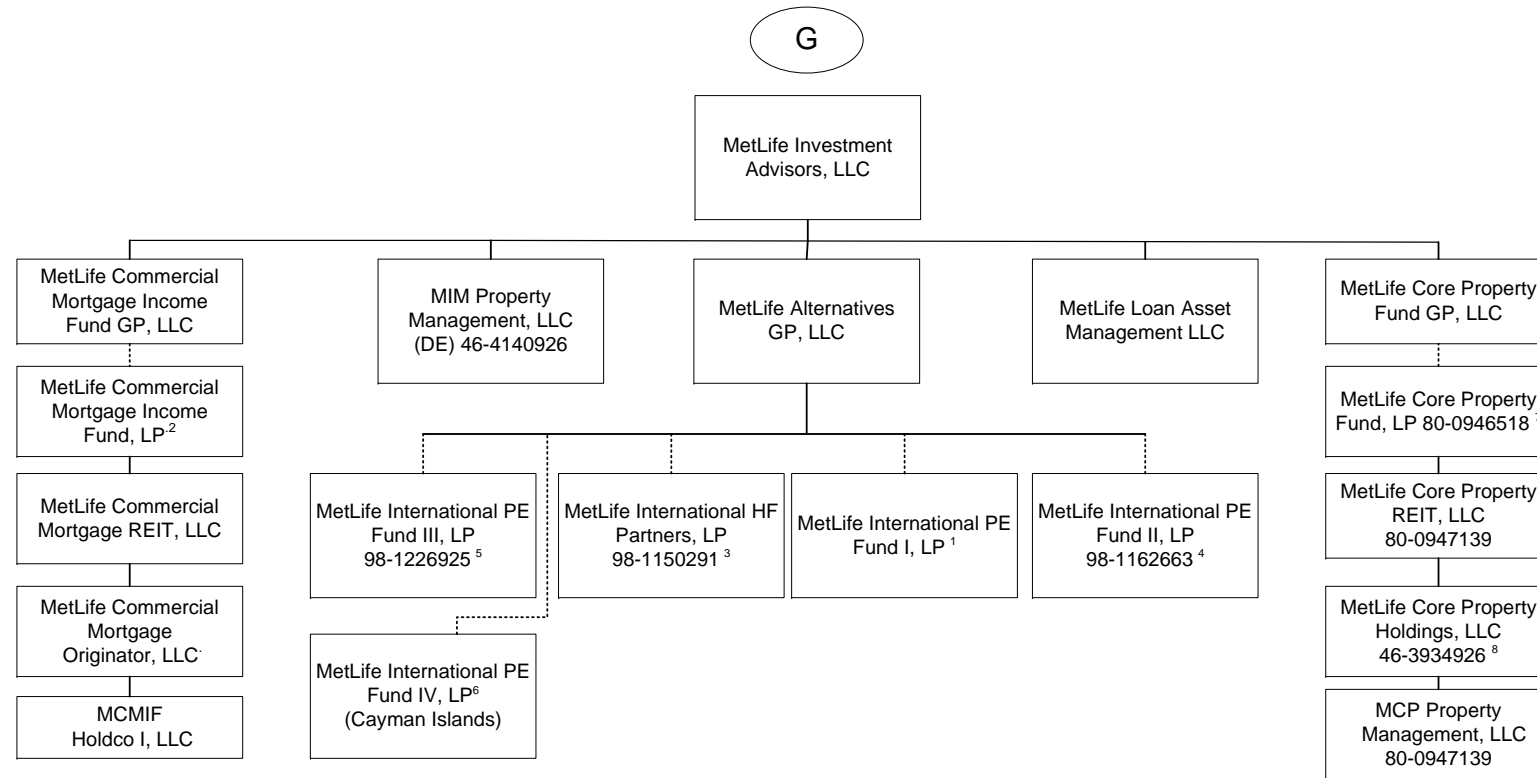 G
MetLife Investment
Advisors, LLC
MetLife Commercial
Mortgage Income
Fund GP, LLC
MIM Property
Management, LLC
(DE) 46-4140926
MetLife Alternatives
GP, LLC
MetLife Loan Asset
Management LLC
MetLife Core Property
Fund GP, LLC
MetLife Commercial
Mortgage Income
Fund, LP.2
MetLife Core Property
Fund, LP 80-0946518
MetLife Commercial
Mortgage REIT, LLC
MetLife International PE
Fund III, LP
98-1226925 5
MetLife International HF
Partners, LP
98-1150291 3
MetLife International PE
Fund I, LP 1
MetLife International PE
Fund II, LP
98-1162663 4
MetLife Core Property
REIT, LLC
80-0947139
MetLife Commercial
Mortgage
Originator, LLC.
MetLife International PE
Fund IV, LP6
(Cayman Islands)
MetLife Core Property
Holdings, LLC
46-3934926 8
MCMIF
Holdco I, LLC
MCP Property
Management, LLC
80-0947139